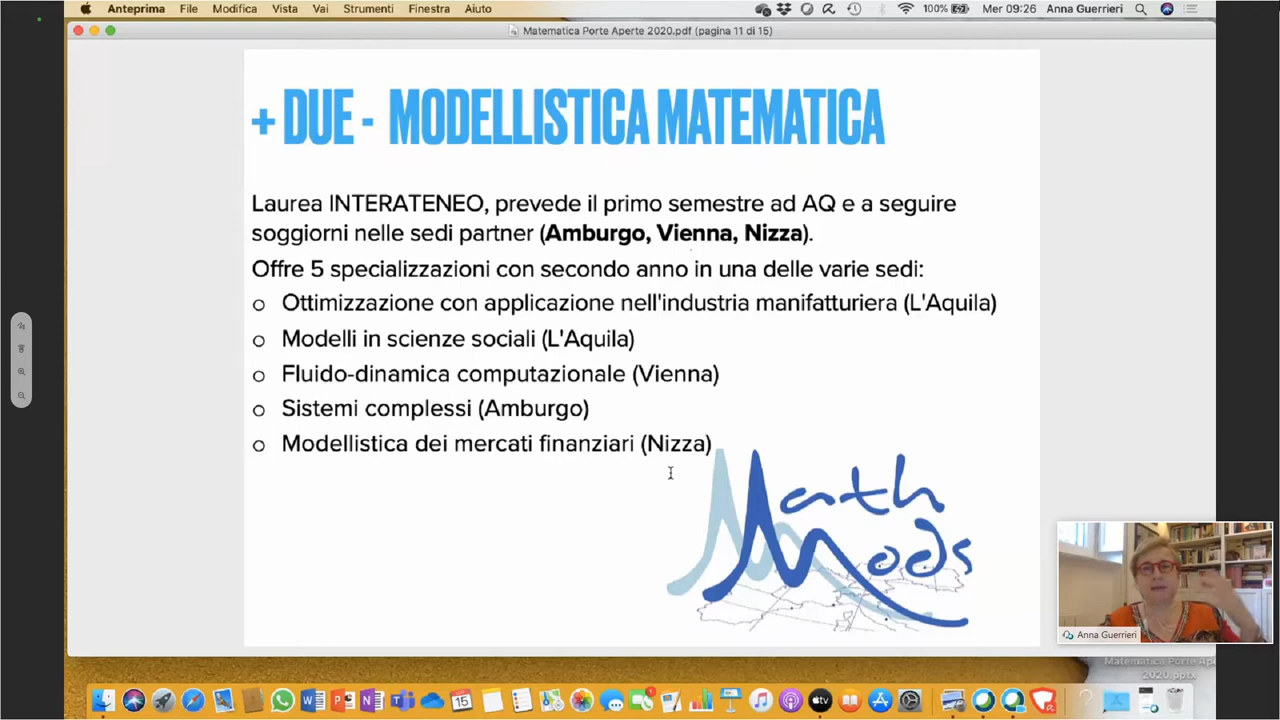 Anteprima File Modifica Vista Vai Strumenti Finestra Aiuto 100% Mer 09:26 Anna Guerrieri
Matematica Porte Aperte 2020.pdf (pagina 11 di 15)
+ DUE - MODELLISTICA MATEMATICA
Laurea INTERATENEO, prevede il primo semestre ad AQ e a seguire
soggiorni nelle sedi partner (Amburgo, Vienna, Nizza).
Offre 5 specializzazioni con secondo anno in una delle varie sedi:
o Ottimizzazione con applicazione nell'industria manifatturiera (L'Aquila)
o Modelli in scienze sociali (L'Aquila)
o Fluido-dinamica computazionale (Vienna)
o Sistemi complessi (Amburgo)
o Modellistica dei mercati finanziari (Nizza)
Math
Mods
Anna Guerrieri
Matematica Porte Ape
2020.pptx
15
tv